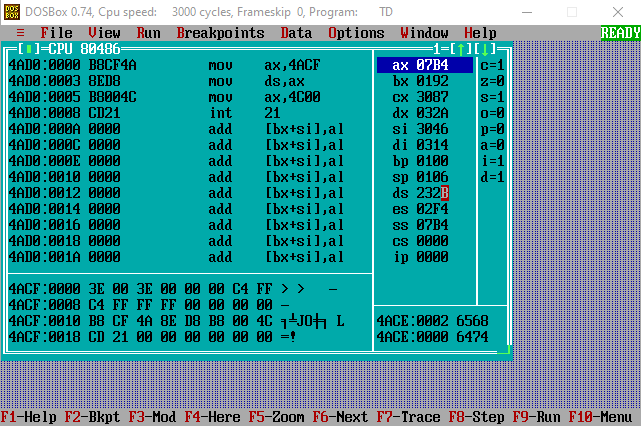 DOSBox 0.74, Cpu speed: 3000 cycles, Frameskip 0, Program: TD
≡ File View Run Breakpoints Data Options Window Help READY
[▮]=CPU 80486 1=[↑][↓]
4AD0:0000 B8CF4A mov ax,4ACF ax 07B4 c=1
4AD0:0003 8ED8 mov ds,ax bx 0192 z=0
4AD0:0005 B8004C mov ax,4C00 cx 3087 s=1
4AD0:0008 CD21 int 21 dx 032A o=0
4AD0:000A 0000 add [bx+si],al si 3046 p=0
4AD0:000C 0000 add [bx+si],al di 0314 a=0
4AD0:000E 0000 add [bx+si],al bp 0100 i=1
4AD0:0010 0000 add [bx+si],al sp 0106 d=1
4AD0:0012 0000 add [bx+si],al ds 232B
4AD0:0014 0000 add [bx+si],al es 02F4
4AD0:0016 0000 add [bx+si],al ss 07B4
4AD0:0018 0000 add [bx+si],al cs 0000
4AD0:001A 0000 add [bx+si],al ip 0000
4ACF:0000 3E 00 3E 00 00 00 C4 FF > > ─
4ACF:0008 C4 FF FF FF 00 00 00 00 ─
4ACF:0010 B8 CF 4A 8E D8 B8 00 4C ╕╧JÄ╪╕ L 4ACE:0002 6568
4ACF:0018 CD 21 00 00 00 00 00 00 =! 4ACE:0000 6474
F1-Help F2-Bkpt F3-Mod F4-Here F5-Zoom F6-Next F7-Trace F8-Step F9-Run F10-Menu